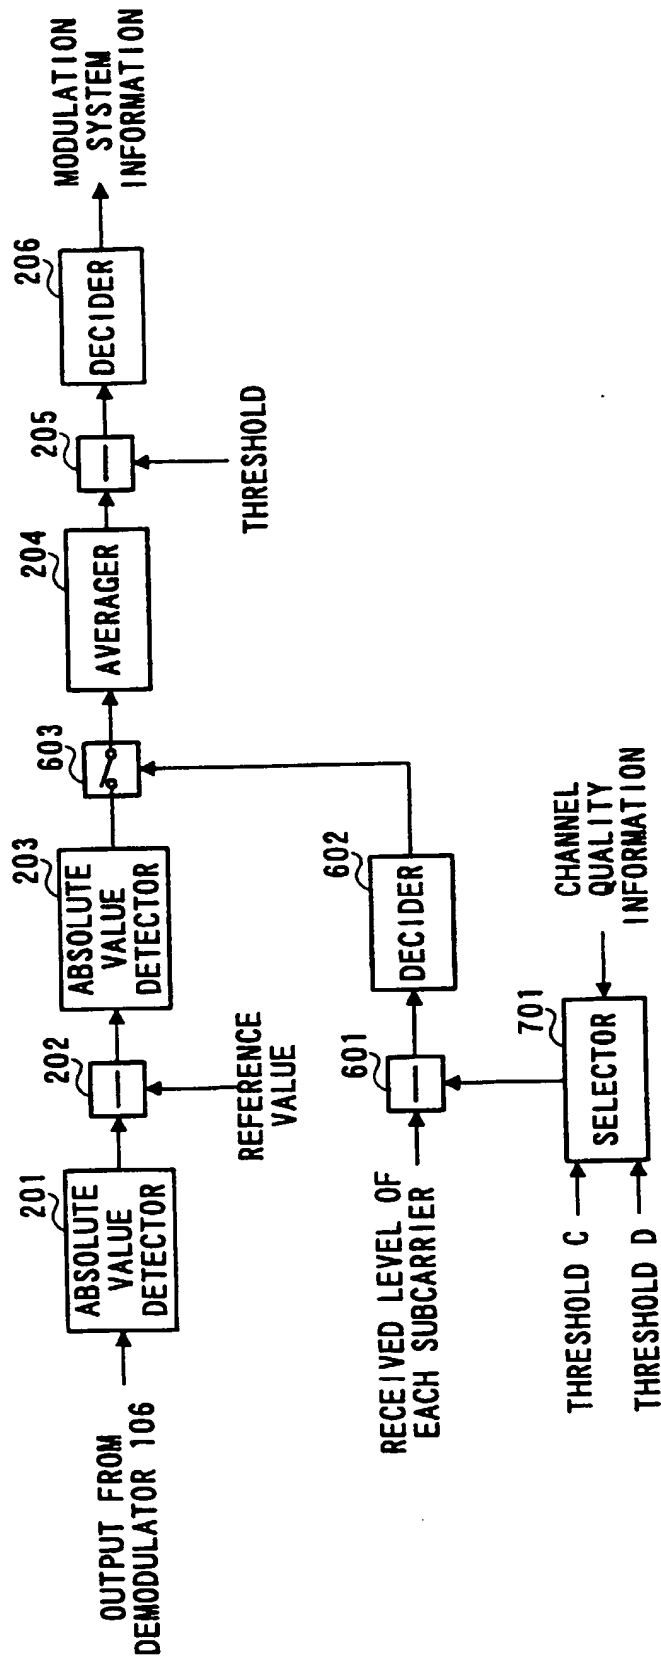 OUTPUT FROM
DEMODULATOR 106
201
ABSOLUTE
VALUE
DETECTOR
202
REFERENCE
VALUE
203
ABSOLUTE
VALUE
DETECTOR
603
204
AVERAGER
205
THRESHOLD
206
DECIDER
MODULATION
SYSTEM
INFORMATION
RECEIVED LEVEL OF
EACH SUBCARRIER
601
602
DECIDER
THRESHOLD C
THRESHOLD D
701
SELECTOR
CHANNEL
QUALITY
INFORMATION